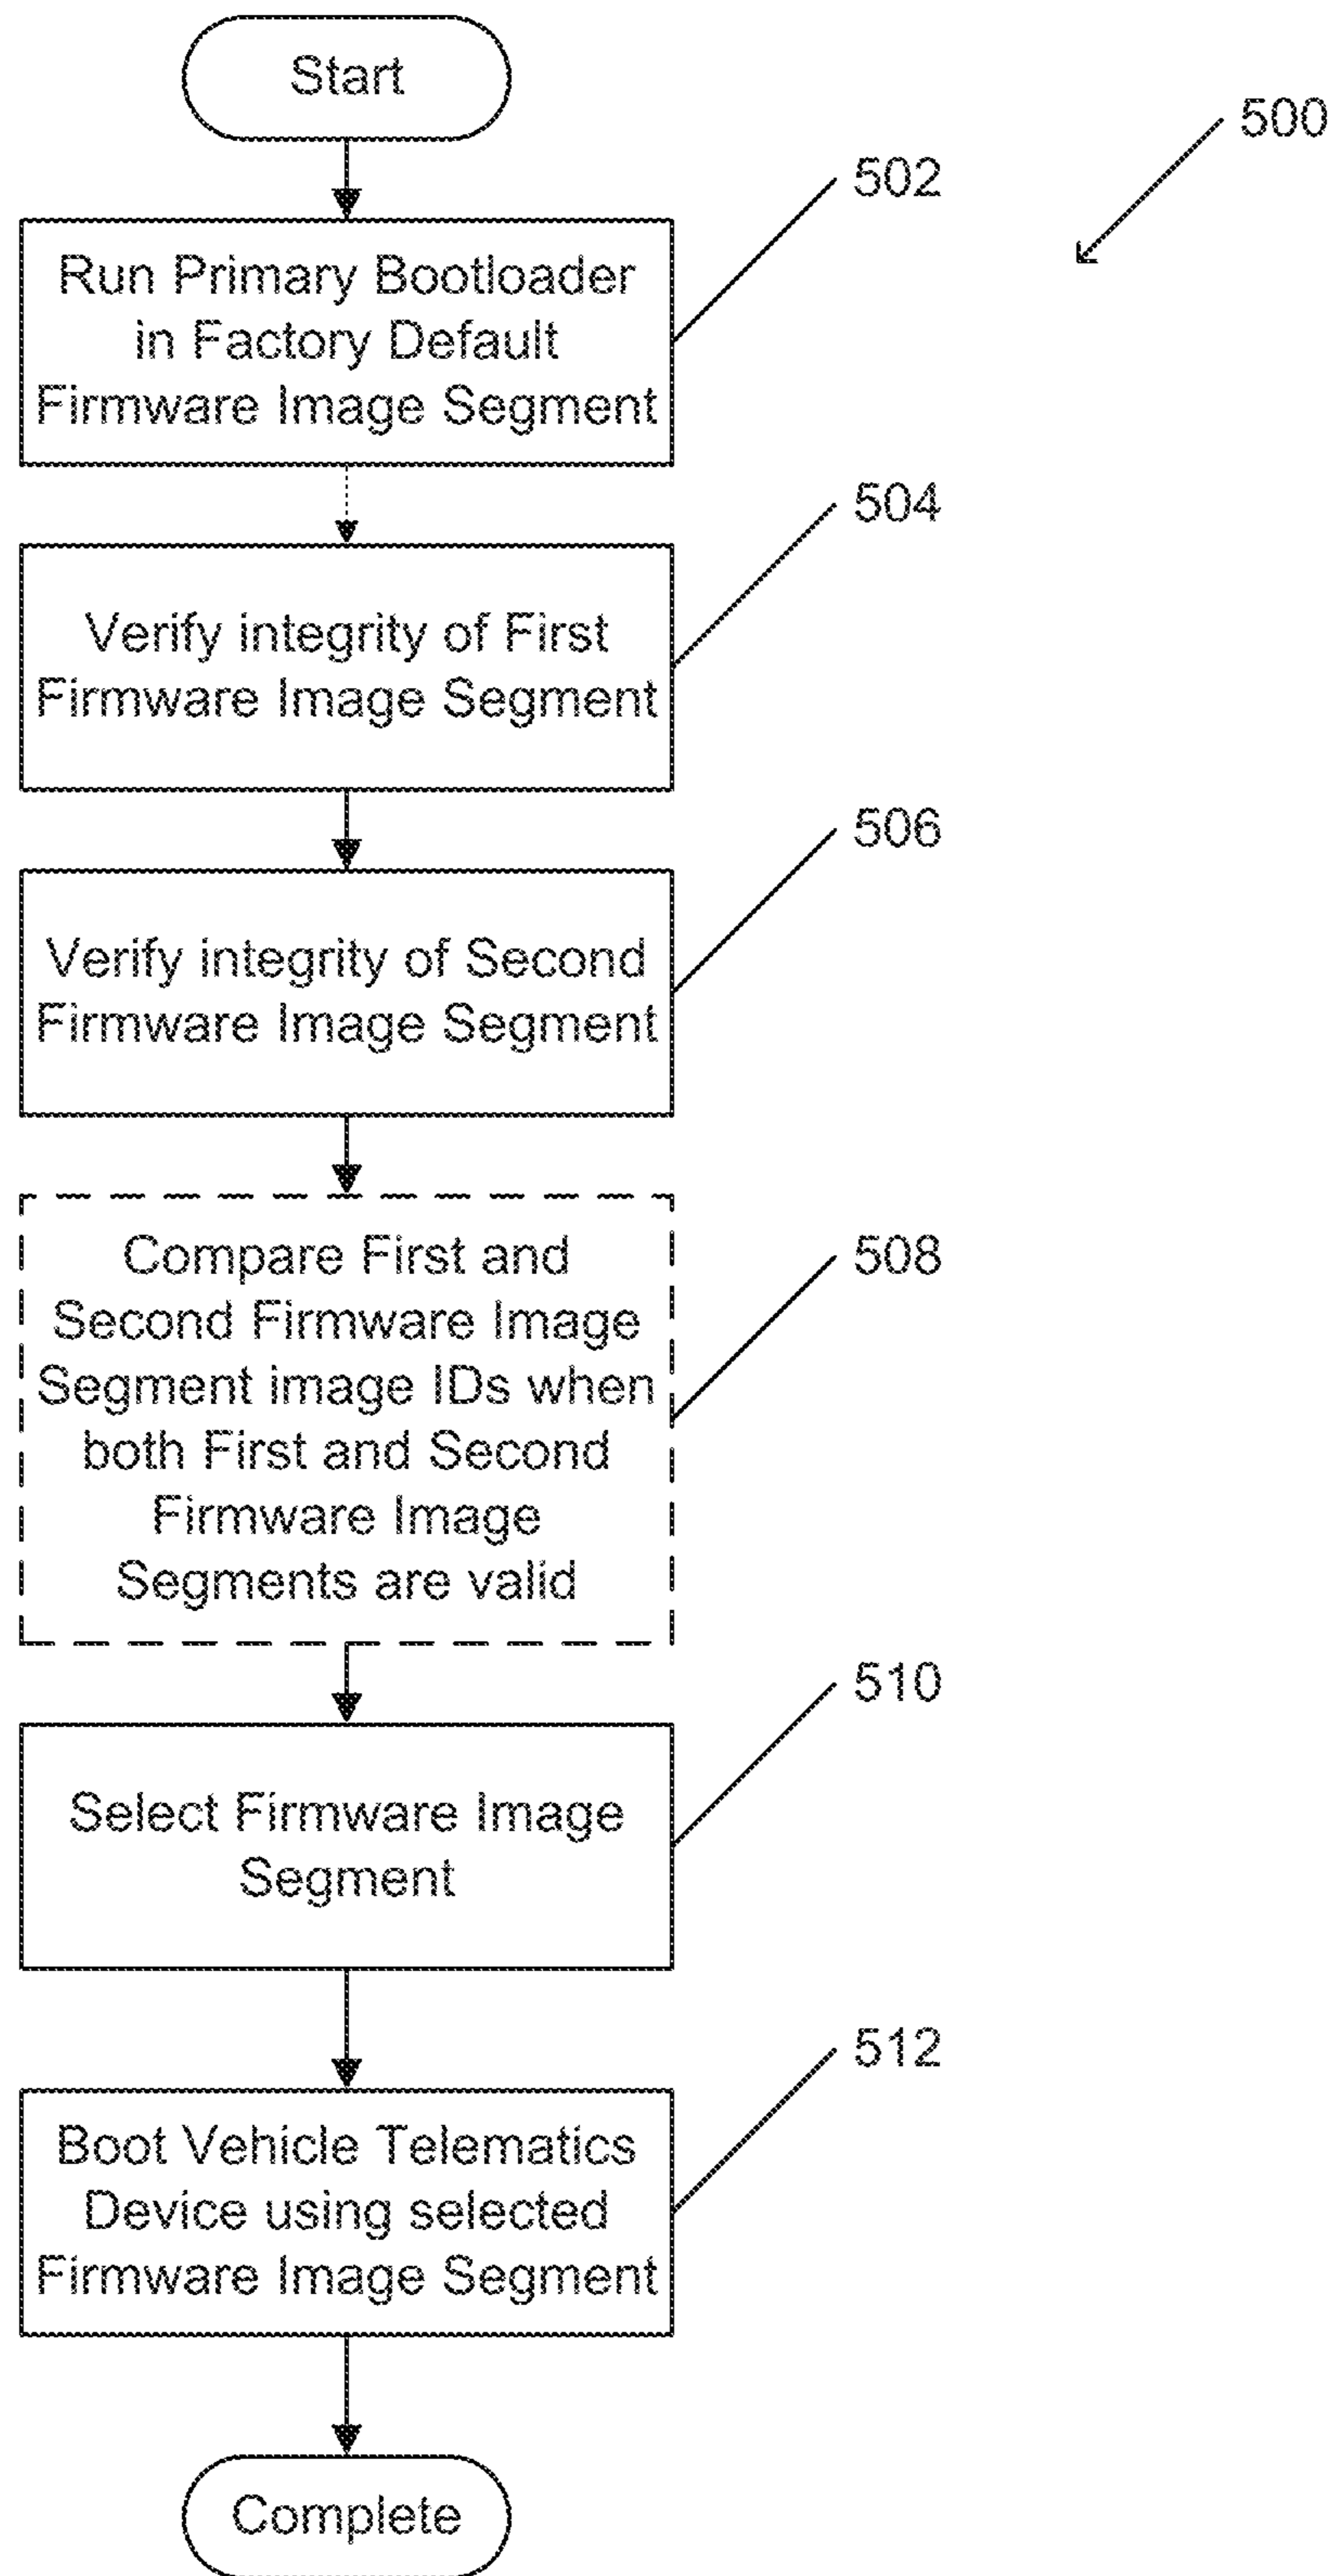 Start
500
502
Run Primary Bootloader
in Factory Default
Firmware Image Segment
504
Verify integrity of First
Firmware Image Segment
506
Verify integrity of Second
Firmware Image Segment
508
Compare First and
Second Firmware Image
Segment image IDs when
both First and Second
Firmware Image
Segments are valid
510
Select Firmware Image
Segment
512
Boot Vehicle Telematics
Device using selected
Firmware Image Segment
Complete